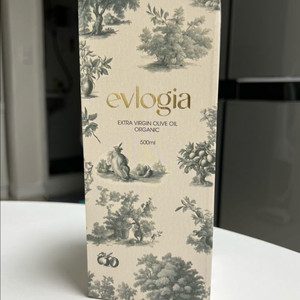 evlogia
EXTRA VIRGIN OLIVE OIL
ORGANIC
500ml